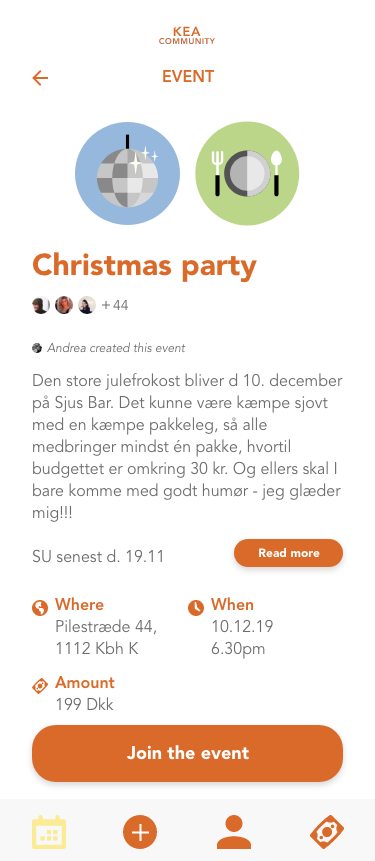 KEA
COMMUNITY
EVENT
Christmas party
+ 44
Andrea created this event
Den store julefrokost bliver d 10. december
på Sjus Bar. Det kunne være kæmpe sjovt
med en kæmpe pakkeleg, så alle
medbringer mindst én pakke, hvortil
budgettet er omkring 30 kr. Og ellers skal I
bare komme med godt humør - jeg glæder
mig!!!
SU senest d. 19.11
Read more
Where
Pilestræde 44,
1112 Kbh K
When
10.12.19
6.30pm
Amount
199 Dkk
Join the event